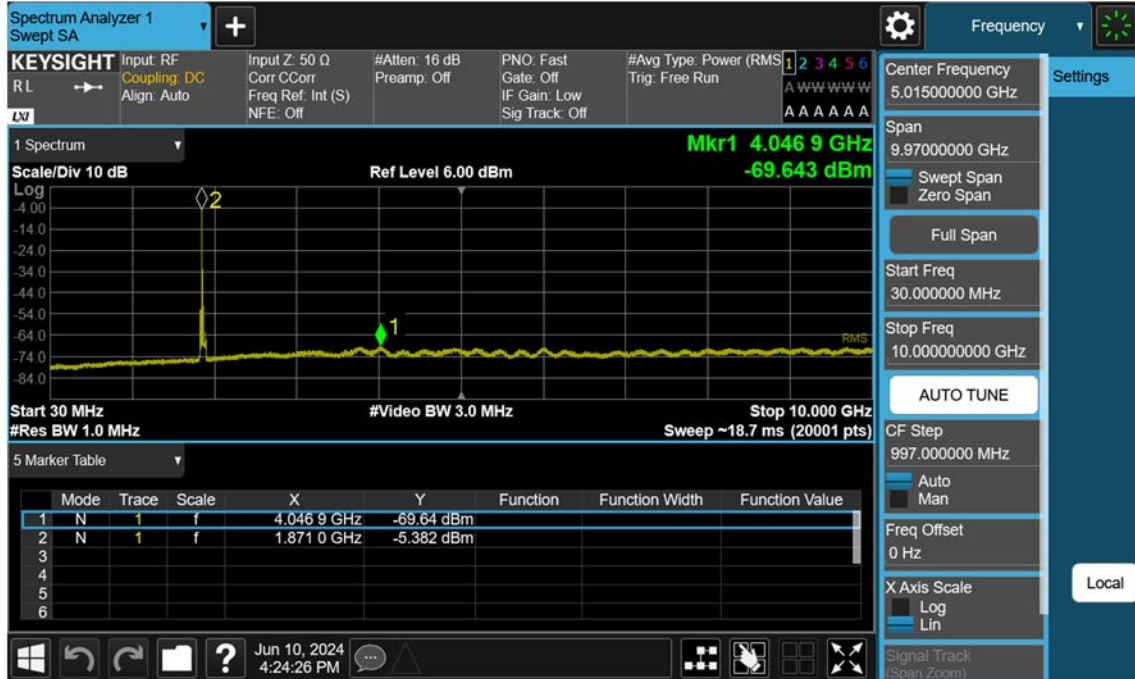 Spectrum Analyzer 1
Swept SA
+
Frequency
KEYSIGHT
R L
LXI
Input: RF
Coupling: DC
Align: Auto
Input Z: 50 Ω
Corr CCorr
Freq Ref: Int (S)
NFE: Off
#Atten: 16 dB
Preamp: Off
PNO: Fast
Gate: Off
IF Gain: Low
Sig Track: Off
#Avg Type: Power (RMS
Trig: Free Run
1 2 3 4 5 6
A W W W W W
A A A A A A
1 Spectrum
Scale/Div 10 dB
Ref Level 6.00 dBm
Mkr1 4.046 9 GHz
-69.643 dBm
Log
-4.00
-14.0
-24.0
-34.0
-44.0
-54.0
-64.0
-74.0
-84.0
2
1
RMS
Start 30 MHz
#Video BW 3.0 MHz
Stop 10.000 GHz
#Res BW 1.0 MHz
Sweep ~18.7 ms (20001 pts)
5 Marker Table
Mode Trace Scale X Y Function Function Width Function Value
1 N 1 f 4.046 9 GHz -69.64 dBm
2 N 1 f 1.871 0 GHz -5.382 dBm
3
4
5
6
?
Jun 10, 2024
4:24:26 PM
Center Frequency
5.015000000 GHz
Span
9.97000000 GHz
Swept Span
Zero Span
Full Span
Start Freq
30.000000 MHz
Stop Freq
10.000000000 GHz
AUTO TUNE
CF Step
997.000000 MHz
Auto
Man
Freq Offset
0 Hz
X Axis Scale
Log
Lin
Signal Track
(Span Zoom)
Settings
Local